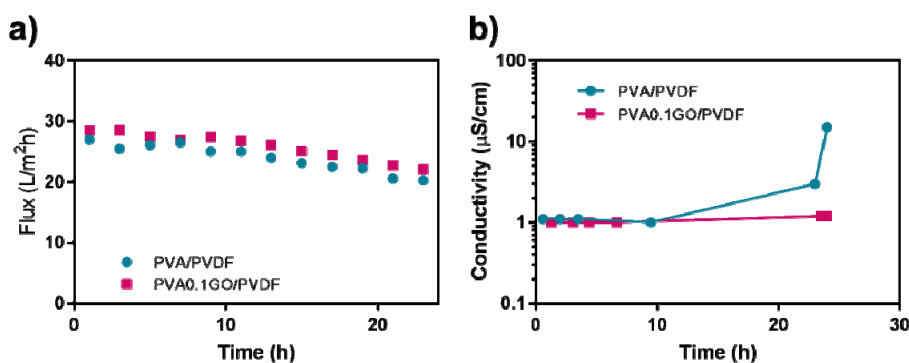 a)
40
30
20
10
0
Flux (L/m²h)
PVA/PVDF
PVA0.1GO/PVDF
0 10 20
Time (h)
b)
100
10
1
0.1
Conductivity (µS/cm)
PVA/PVDF
PVA0.1GO/PVDF
0 10 20 30
Time (h)